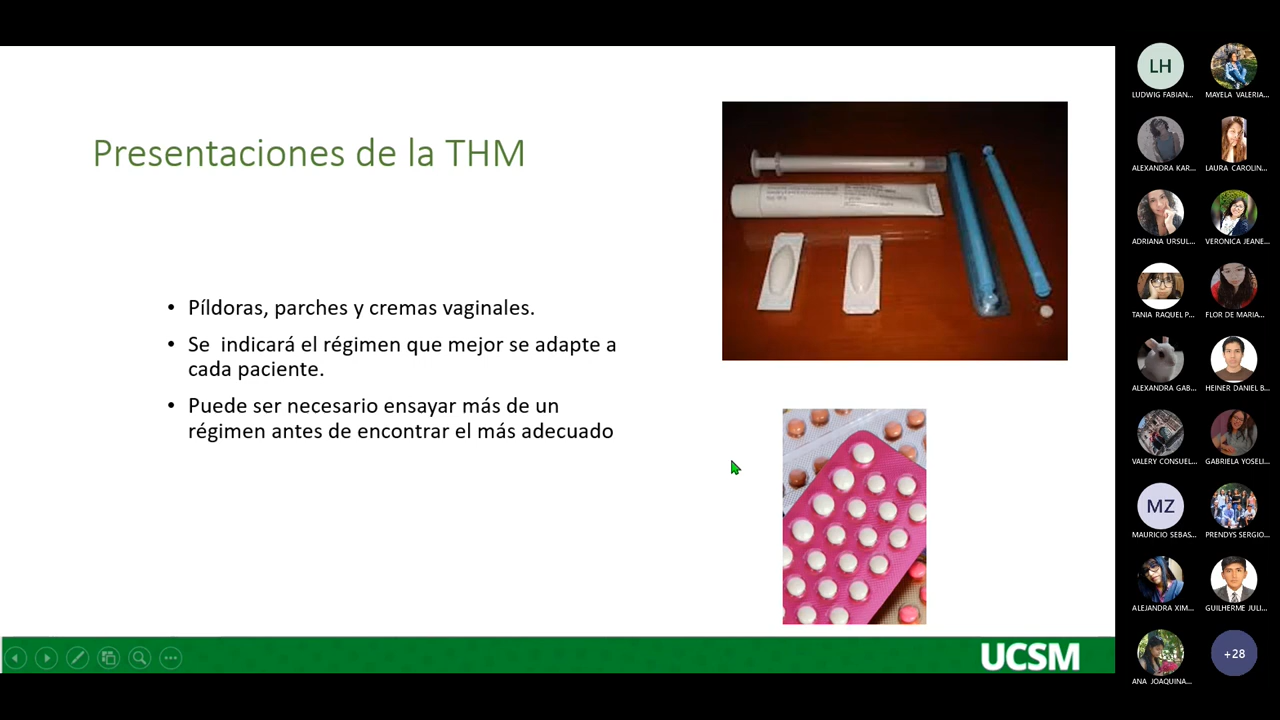 Presentaciones de la THM
• Píldoras, parches y cremas vaginales.
• Se indicará el régimen que mejor se adapte a
cada paciente.
• Puede ser necesario ensayar más de un
régimen antes de encontrar el más adecuado
UCSM
LH
LUDWIG FABIAN...
MAYELA VALERIA...
ALEXANDRA KAR...
LAURA CAROLIN...
ADRIANA URSUL...
VERONICA JEANE...
TANIA RAQUEL P...
FLOR DE MARIA...
ALEXANDRA GAB...
HEINER DANIEL B...
VALERY CONSUEL...
GABRIELA YOSELI...
MZ
MAURICIO SEBAS...
PRENDYS SERGIO...
ALEJANDRA XIM...
GUILHERME JULI...
ANA JOAQUINA...
+28